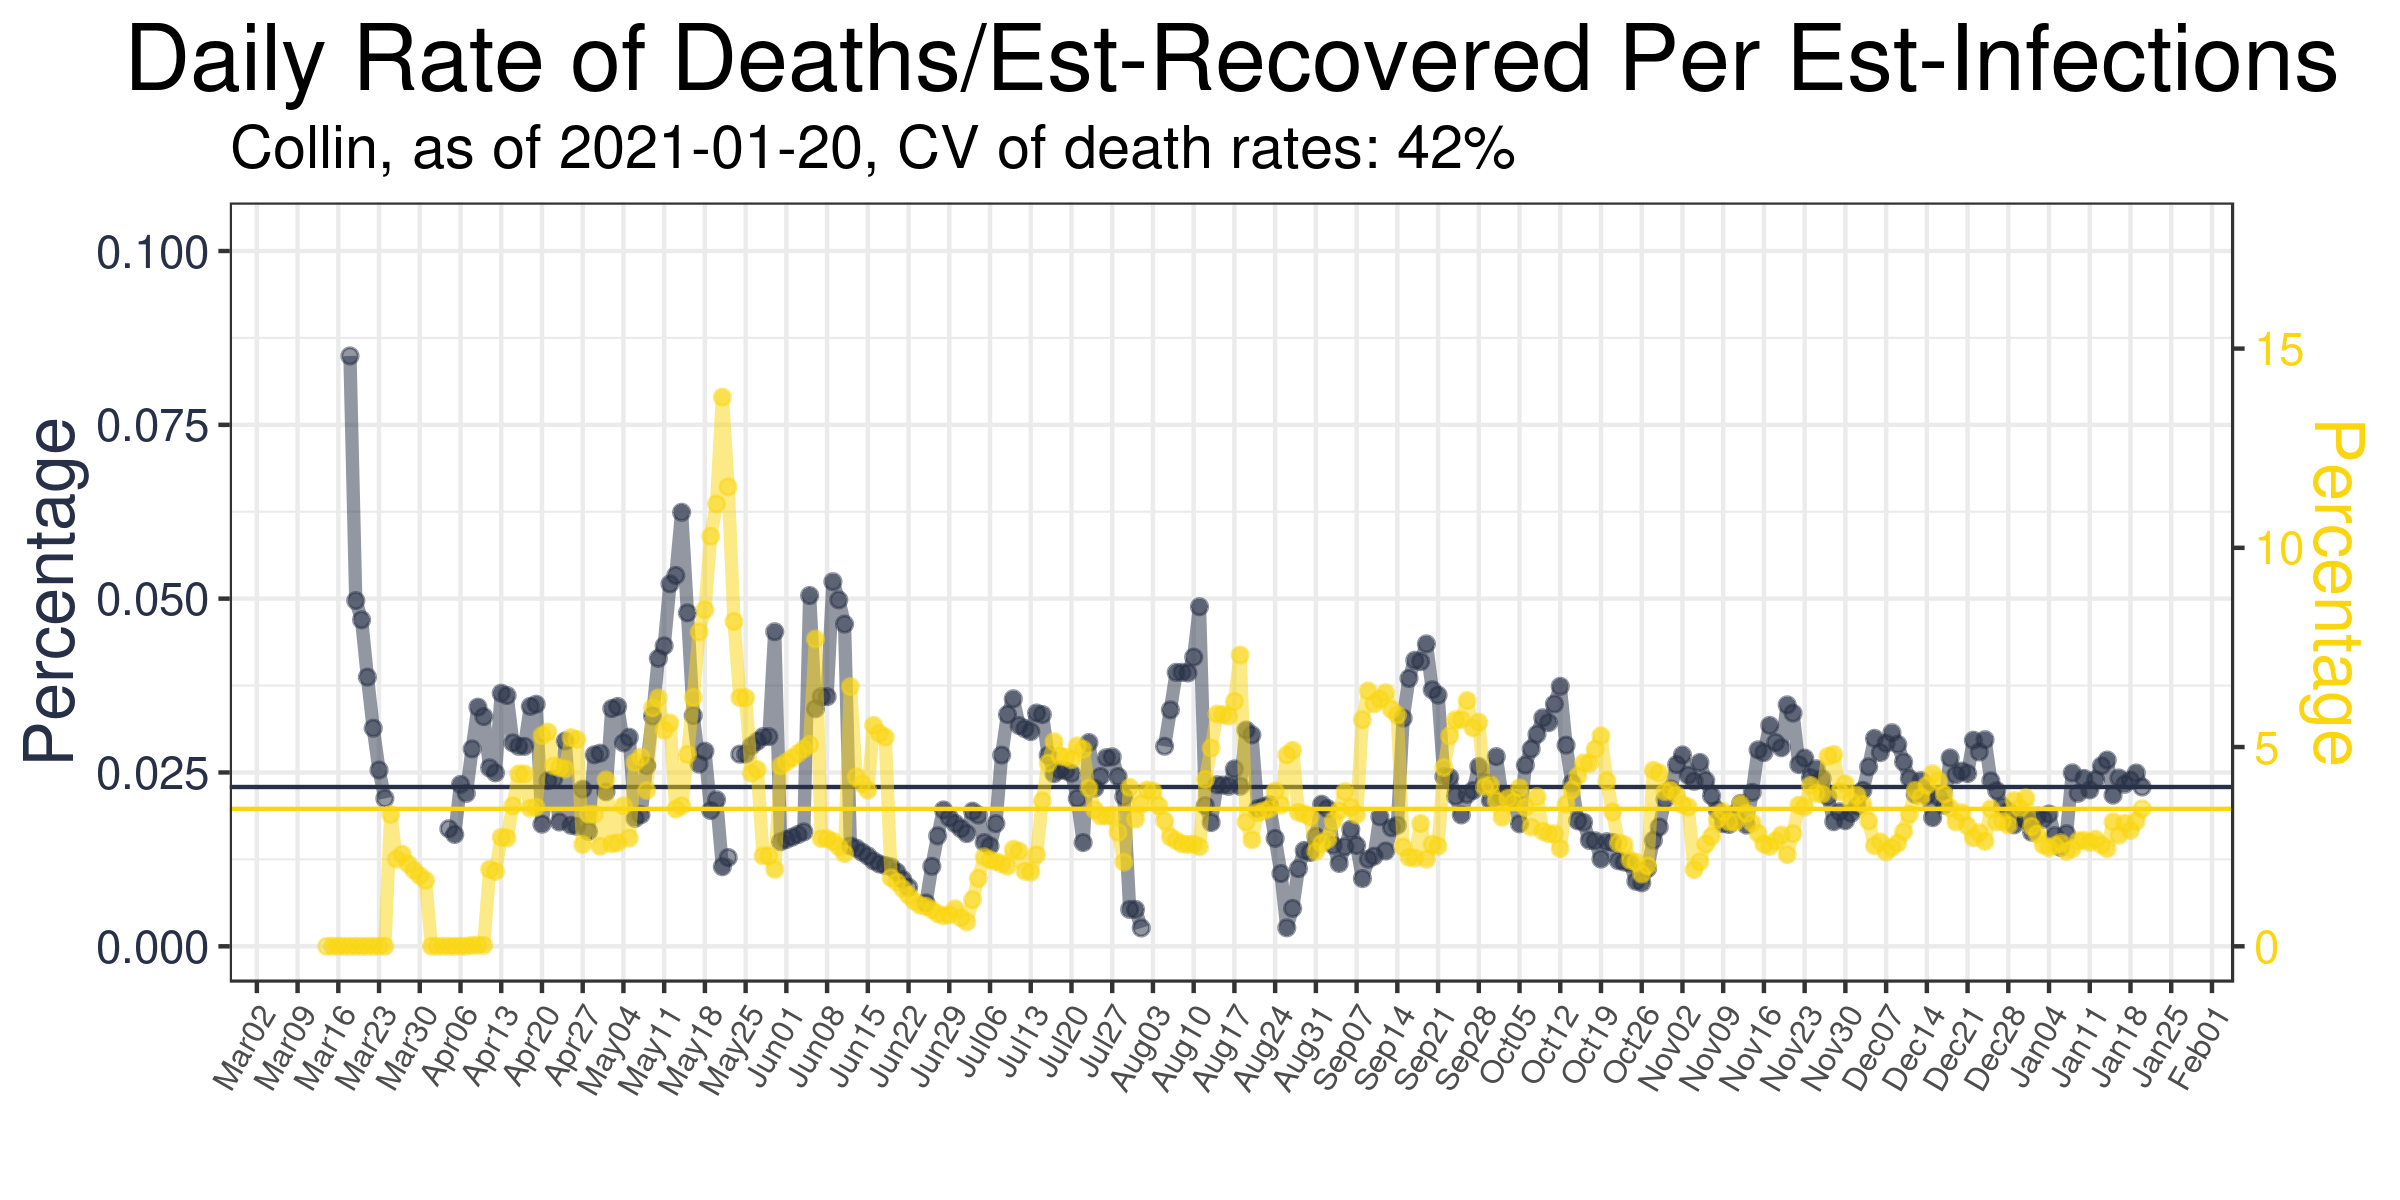 Daily Rate of Deaths/Est-Recovered Per Est-Infections
Collin, as of 2021-01-20, CV of death rates: 42%
Percentage
0.100
0.075
0.050
0.025
0.000
15
10
5
0
Percentage
Mar02 Mar09 Mar16 Mar23 Mar30 Apr06 Apr13 Apr20 Apr27 May04 May11 May18 May25 Jun01 Jun08 Jun15 Jun22 Jun29 Jul06 Jul13 Jul20 Jul27 Aug03 Aug10 Aug17 Aug24 Aug31 Sep07 Sep14 Sep21 Sep28 Oct05 Oct12 Oct19 Oct26 Nov02 Nov09 Nov16 Nov23 Nov30 Dec07 Dec14 Dec21 Dec28 Jan04 Jan11 Jan18 Jan25 Feb01